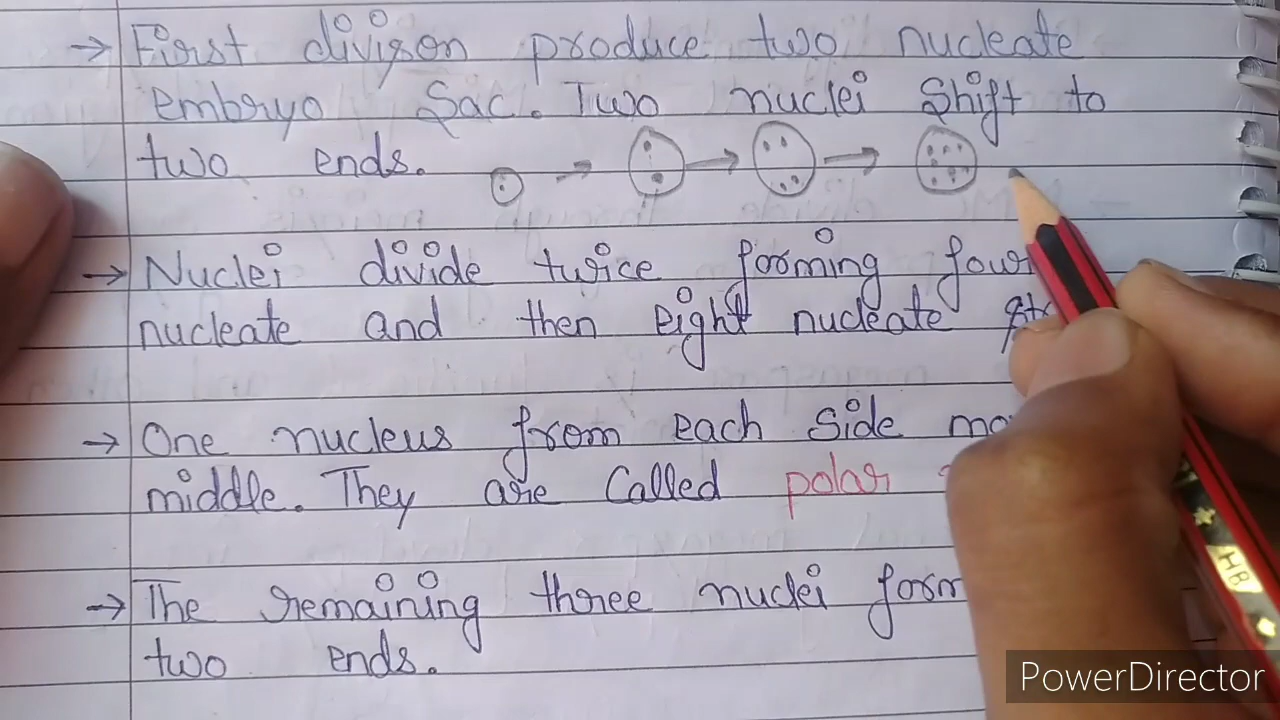 → First divison produce two nucleate
embryo Sac. Two nuclei Shift to
two ends.
→ Nuclei divide twice forming four
nucleate and then Eight nucleate
→ One nucleus from each side
middle. They are called polar
→ The remaining three nuclei form
two ends.
HB
PowerDirector